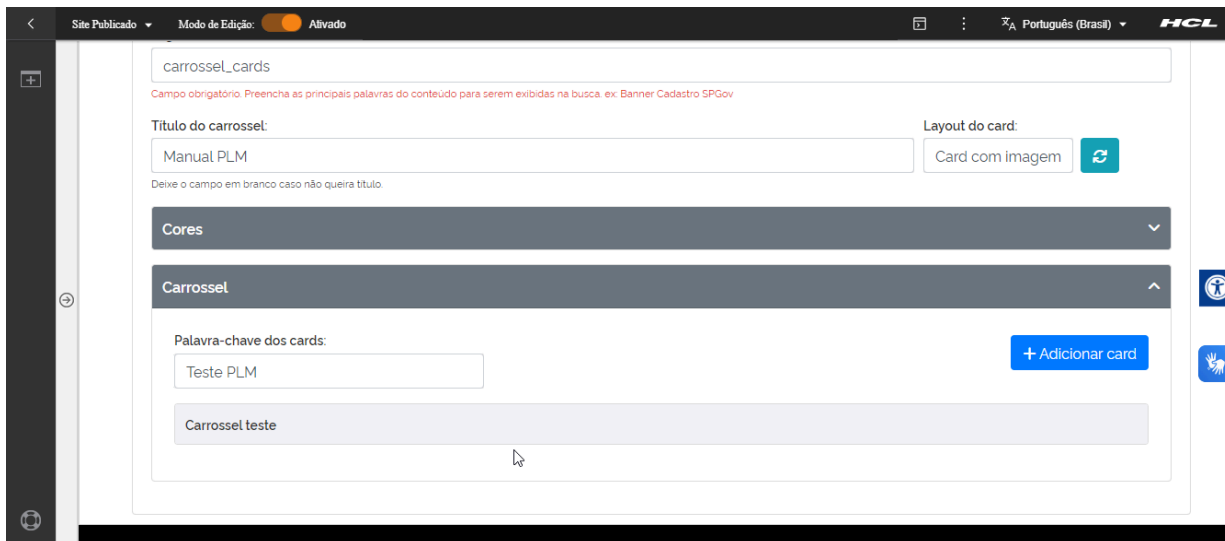 Site Publicado
Modo de Edição:
Ativado
Português (Brasil)
HCL
carrossel_cards
Campo obrigatório. Preencha as principais palavras do conteúdo para serem exibidas na busca. ex: Banner Cadastro SPGov
Título do carrossel:
Layout do card:
Manual PLM
Card com imagem
Deixe o campo em branco caso não queira título.
Cores
Carrossel
Palavra-chave dos cards:
+ Adicionar card
Teste PLM
Carrossel teste